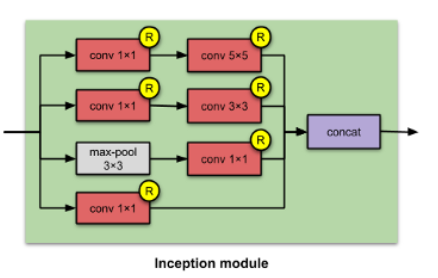 R
R
conv 1×1
conv 5×5
R
R
conv 1×1
conv 3×3
R
max-pool
3×3
conv 1×1
R
conv 1×1
concat
Inception module